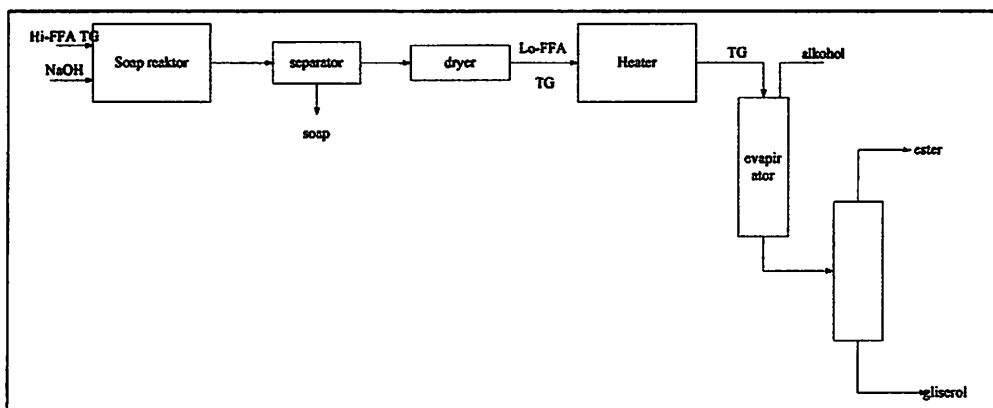 Hi-FFA TG
NaOH
Soap reaktor
separator
soap
dryer
Lo-FFA
TG
Heater
TG
alkohol
evapir
ator
ester
gliserol